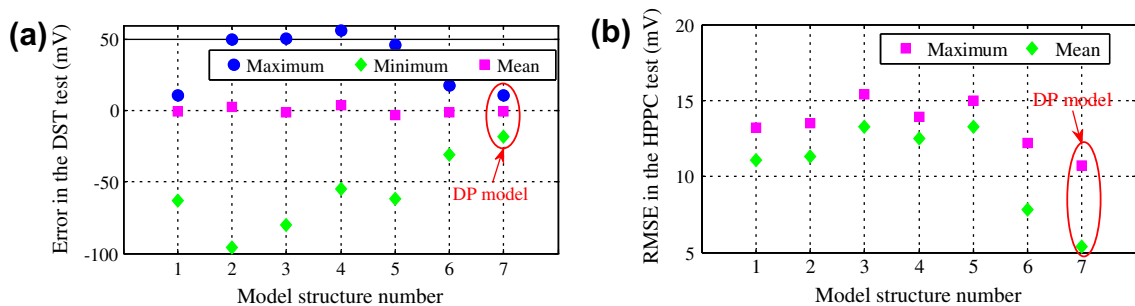 (a)
Error in the DST test (mV)
50
0
-50
-100
Maximum Minimum Mean
DP model
1 2 3 4 5 6 7
Model structure number
(b)
RMSE in the HPPC test (mV)
20
15
10
5
Maximum Mean
DP model
1 2 3 4 5 6 7
Model structure number